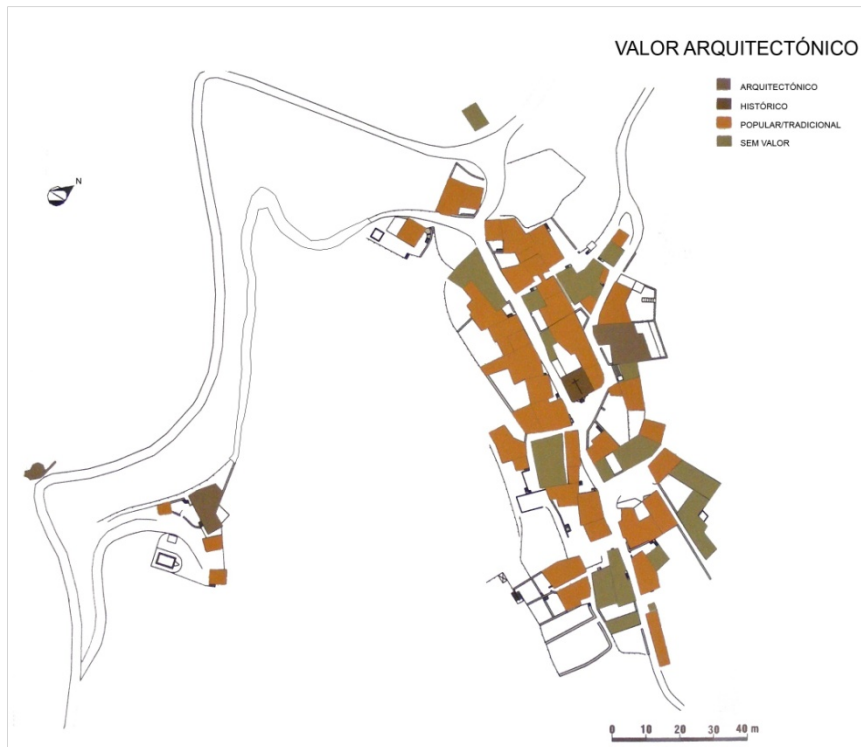 VALOR ARQUITECTÓNICO
ARQUITECTÓNICO
HISTÓRICO
POPULAR/TRADICIONAL
SEM VALOR
N
0 10 20 30 40 m